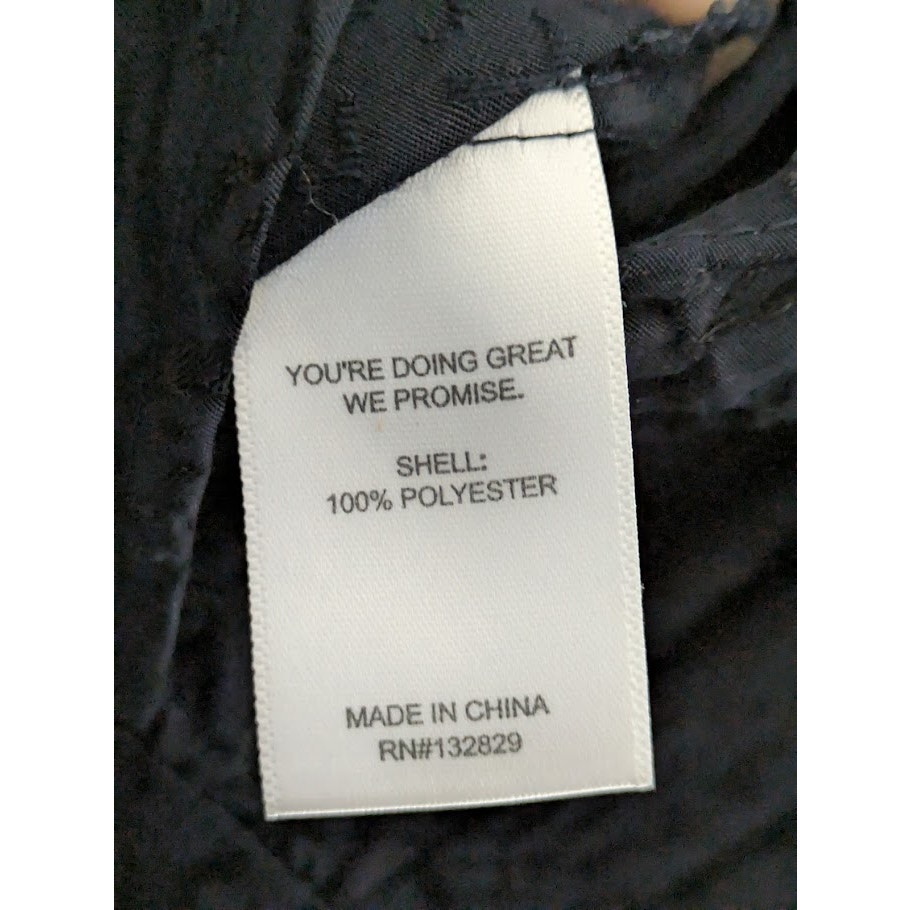 YOU'RE DOING GREAT
WE PROMISE.
SHELL:
100% POLYESTER
MADE IN CHINA
RN#132829